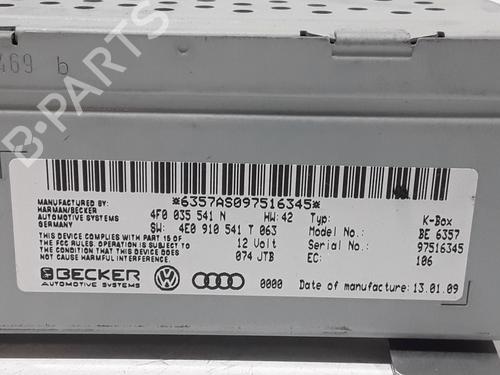 469 b
B-PARTS
*6357AS097516345*
MANUFACTURED BY:
HARMAN/BECKER
AUTOMOTIVE SYSTEMS
GERMANY
4F0 035 541 N HW: 42 Typ: K-Box
SW: 4E0 910 541 T 063 Model No.: BE 6357
DEVICE COMPLIES WITH PART 15 OF
THE FCC RULES. OPERATION IS SUBJECT TO
THE CONDITION THAT THIS DEVICE DOES
NOT CAUSE HARMFUL INTERFERENCE.
12 Volt Serial No.: 97516345
074 JTB EC: 106
BECKER
AUTOMOTIVE SYSTEMS
0000 Date of manufacture: 13.01.09